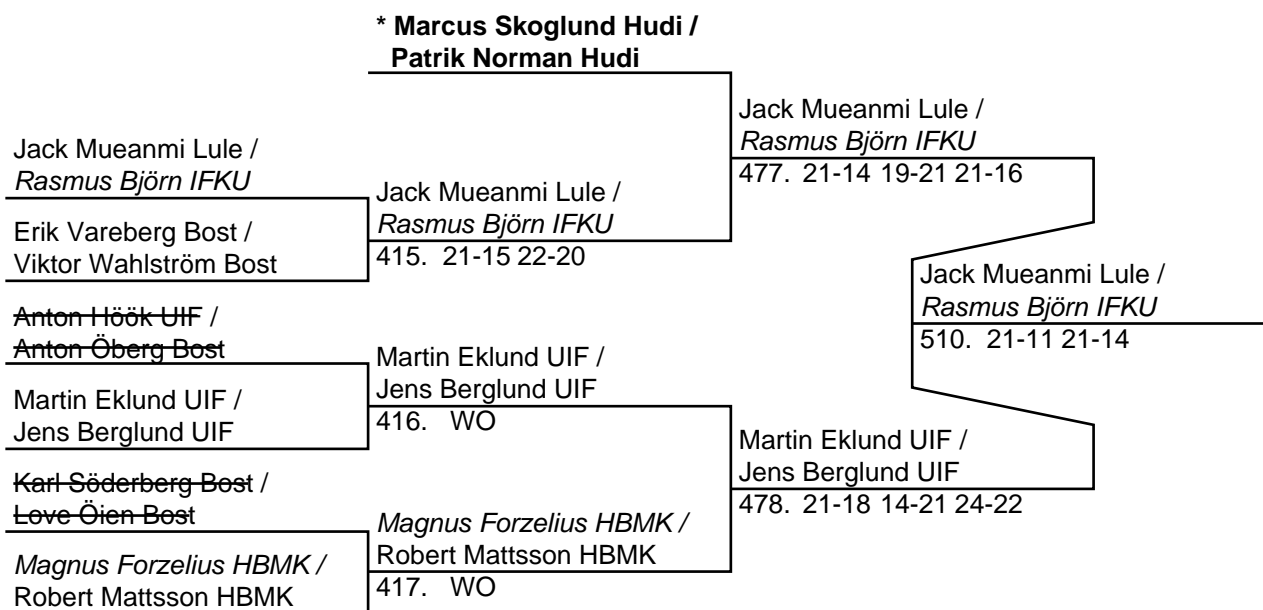 * Marcus Skoglund Hudi /
Patrik Norman Hudi
Jack Mueanmi Lule /
Rasmus Björn IFKU
477. 21-14 19-21 21-16
Jack Mueanmi Lule /
Rasmus Björn IFKU
Jack Mueanmi Lule /
Rasmus Björn IFKU
415. 21-15 22-20
Erik Vareberg Bost /
Viktor Wahlström Bost
Jack Mueanmi Lule /
Rasmus Björn IFKU
510. 21-11 21-14
Anton Höök UIF /
Anton Öberg Bost
Martin Eklund UIF /
Jens Berglund UIF
416. WO
Martin Eklund UIF /
Jens Berglund UIF
Martin Eklund UIF /
Jens Berglund UIF
478. 21-18 14-21 24-22
Karl Söderberg Bost /
Love Öien Bost
Magnus Forzelius HBMK /
Robert Mattsson HBMK
417. WO
Magnus Forzelius HBMK /
Robert Mattsson HBMK